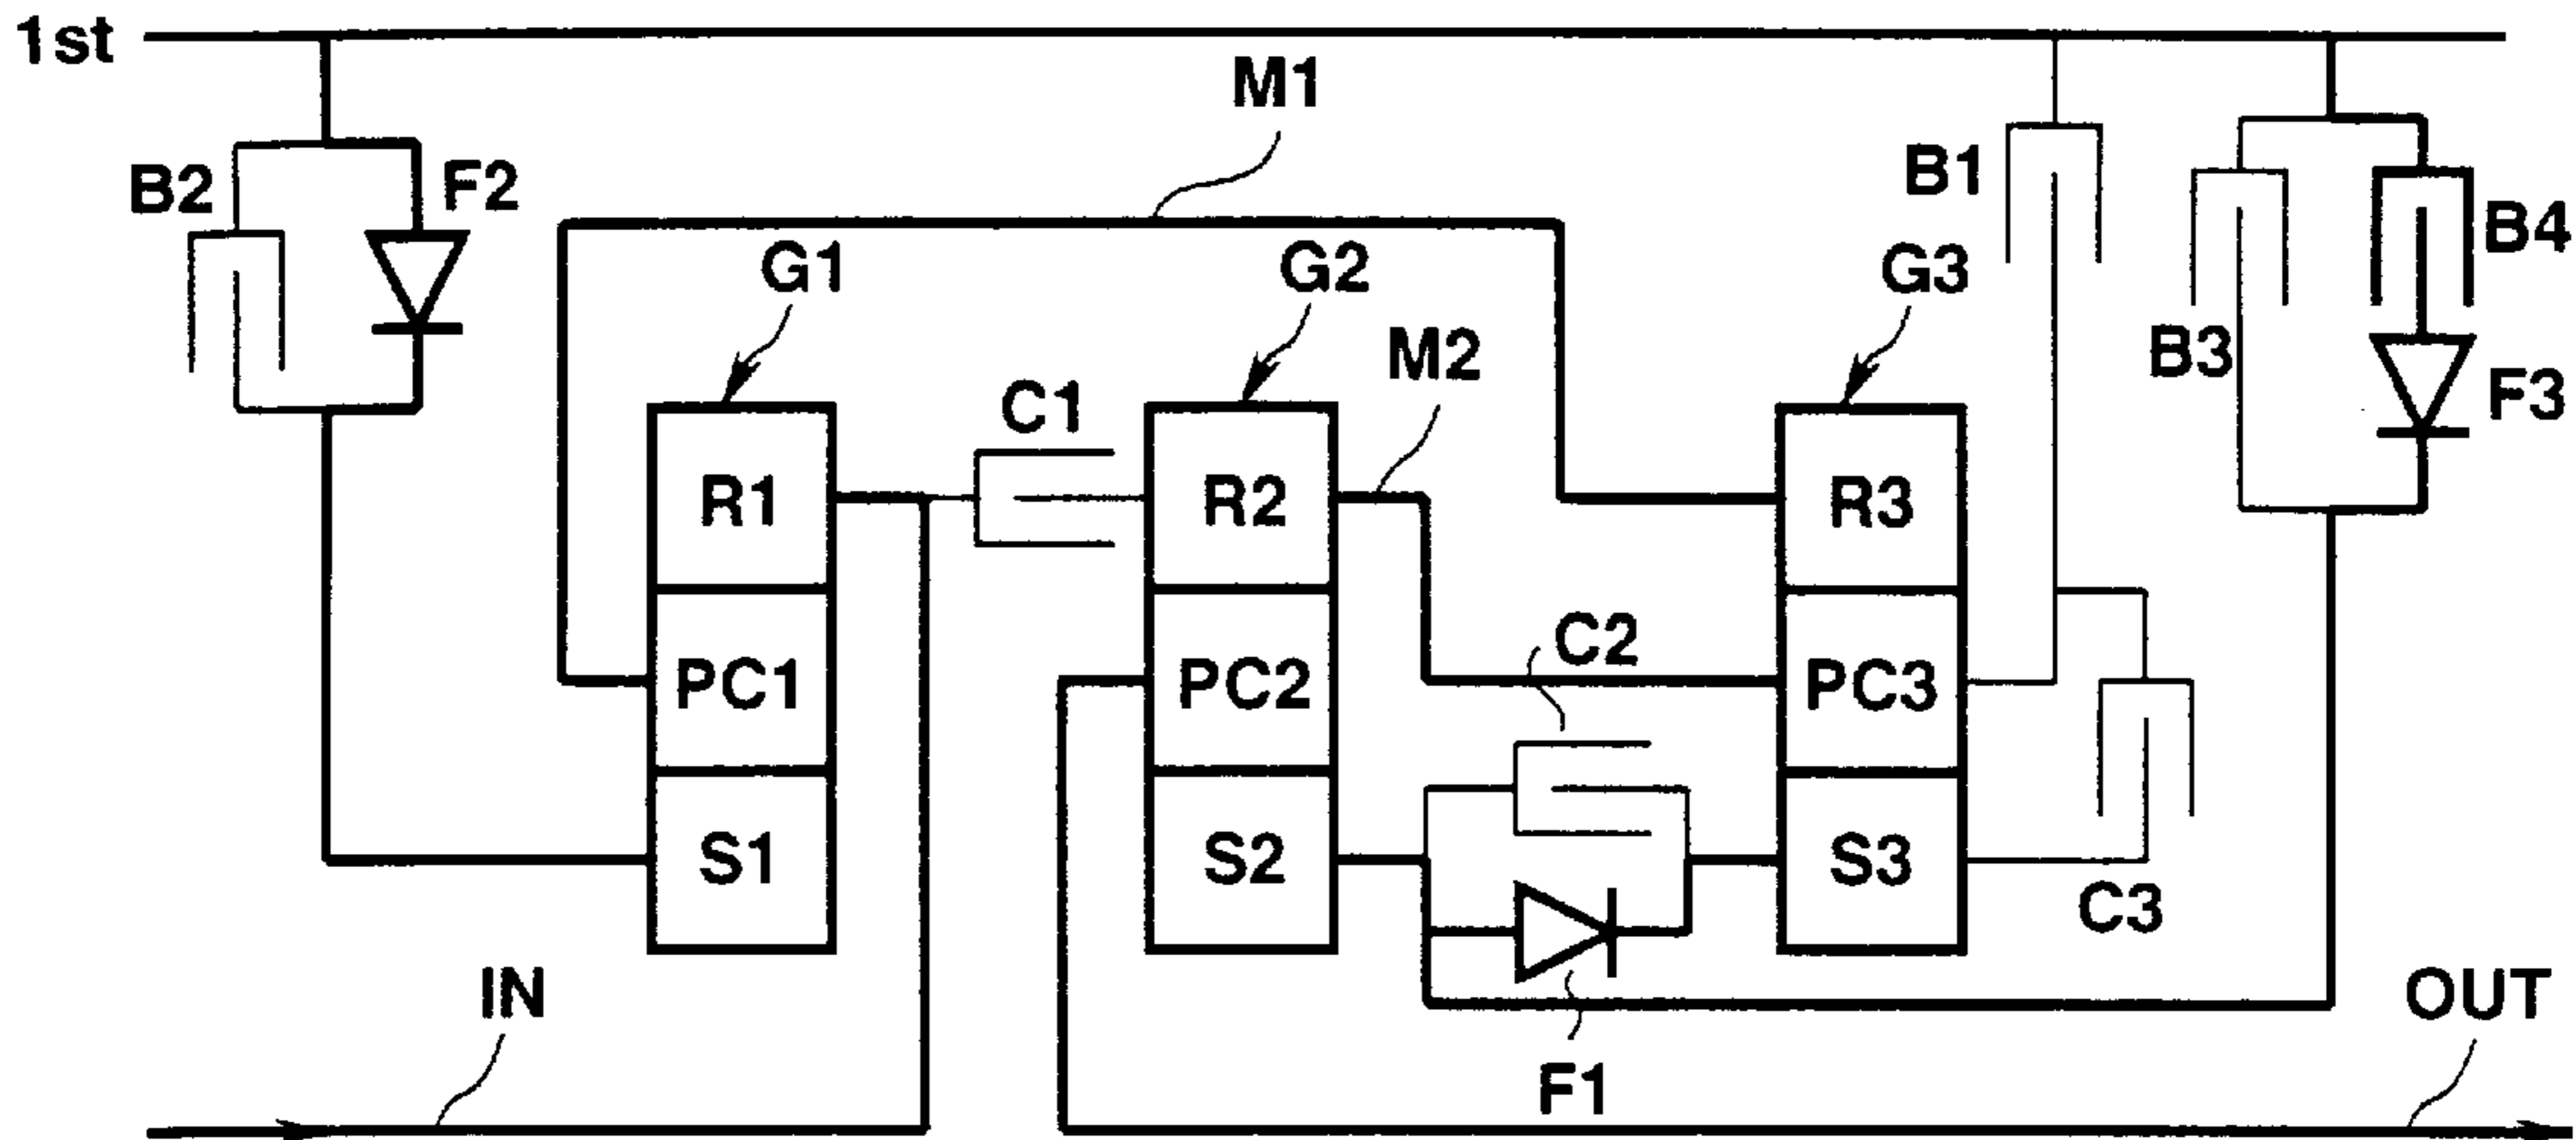 1st
M1
B2
F2
B1
B4
G1
G2
G3
M2
B3
C1
F3
R1
R2
R3
C2
PC1
PC2
PC3
S1
S2
S3
C3
IN
OUT
F1